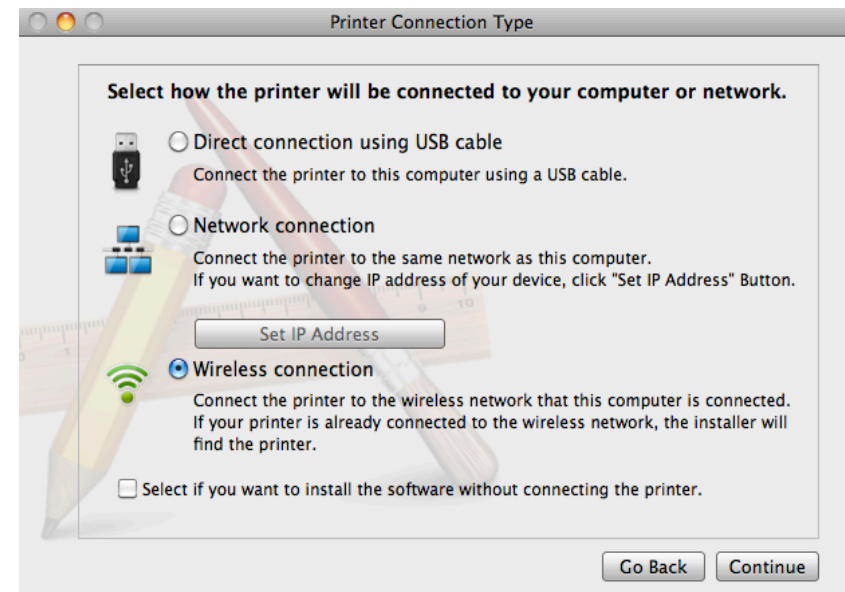 Printer Connection Type
Select how the printer will be connected to your computer or network.
Direct connection using USB cable
Connect the printer to this computer using a USB cable.
Network connection
Connect the printer to the same network as this computer.
If you want to change IP address of your device, click "Set IP Address" Button.
Set IP Address
Wireless connection
Connect the printer to the wireless network that this computer is connected.
If your printer is already connected to the wireless network, the installer will
find the printer.
Select if you want to install the software without connecting the printer.
Go Back Continue